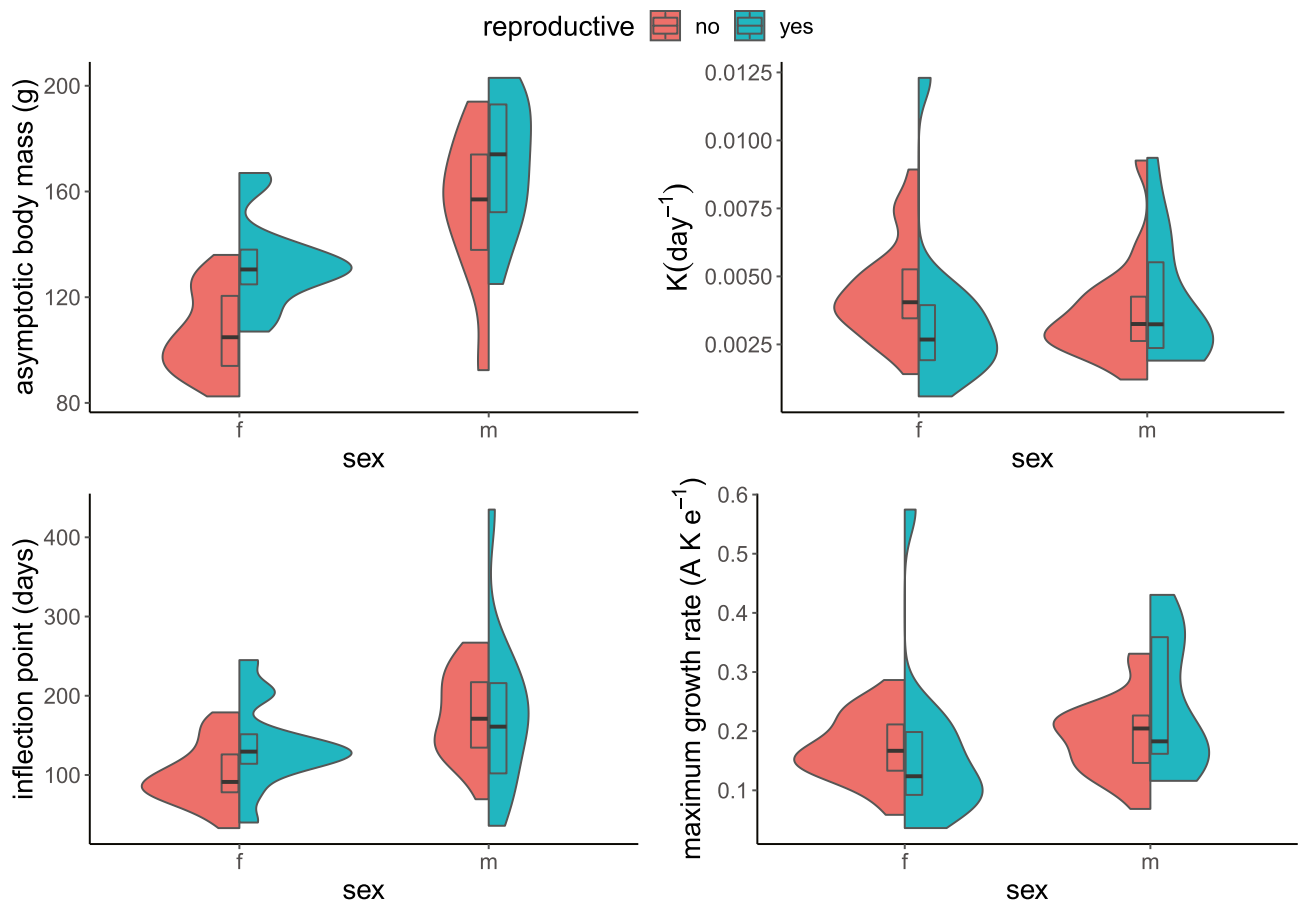 reproductive no yes
asymptotic body mass (g)
200
160
120
80
f m
sex
K(day⁻¹)
0.0125
0.0100
0.0075
0.0050
0.0025
f m
sex
inflection point (days)
400
300
200
100
f m
sex
maximum growth rate (A K e⁻¹)
0.6
0.5
0.4
0.3
0.2
0.1
f m
sex